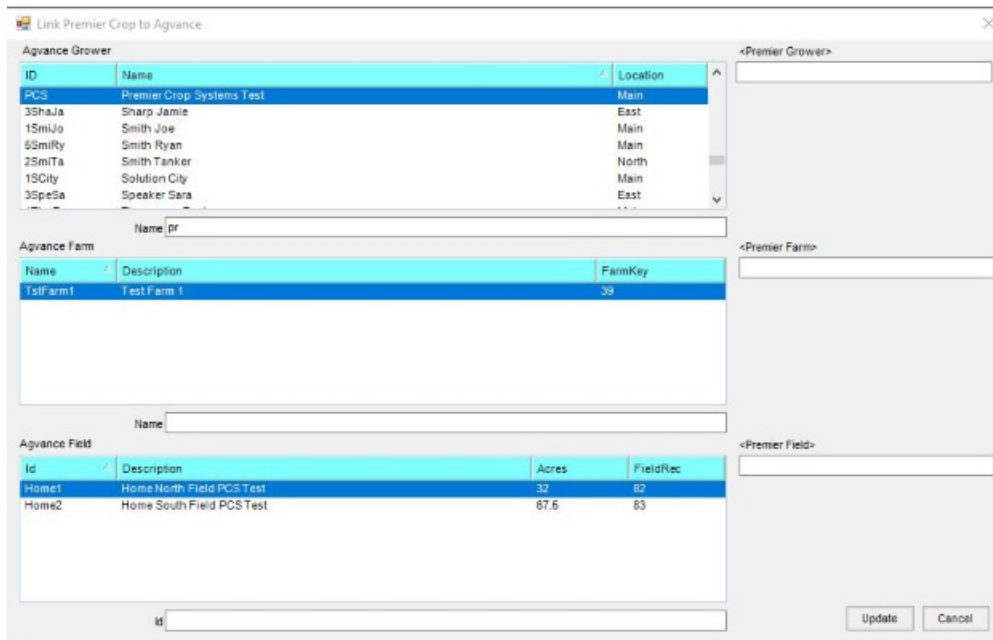 Link Premier Crop to Agvance
Agvance Grower
<Premier Grower>
ID Name Location
PCS Premier Crop Systems Test Main
3ShaJa Sharp Jamie East
1SmiJo Smith Joe Main
5SmiRy Smith Ryan Main
2SmiTa Smith Tanker North
1SCity Solution City Main
3SpeSa Speaker Sara East
Name pr
Agvance Farm
<Premier Farm>
Name Description FarmKey
TstFarm1 Test Farm 1 39
Name
Agvance Field
<Premier Field>
Id Description Acres FieldRec
Home1 Home North Field PCS Test 32 82
Home2 Home South Field PCS Test 67.5 83
Id
Update Cancel